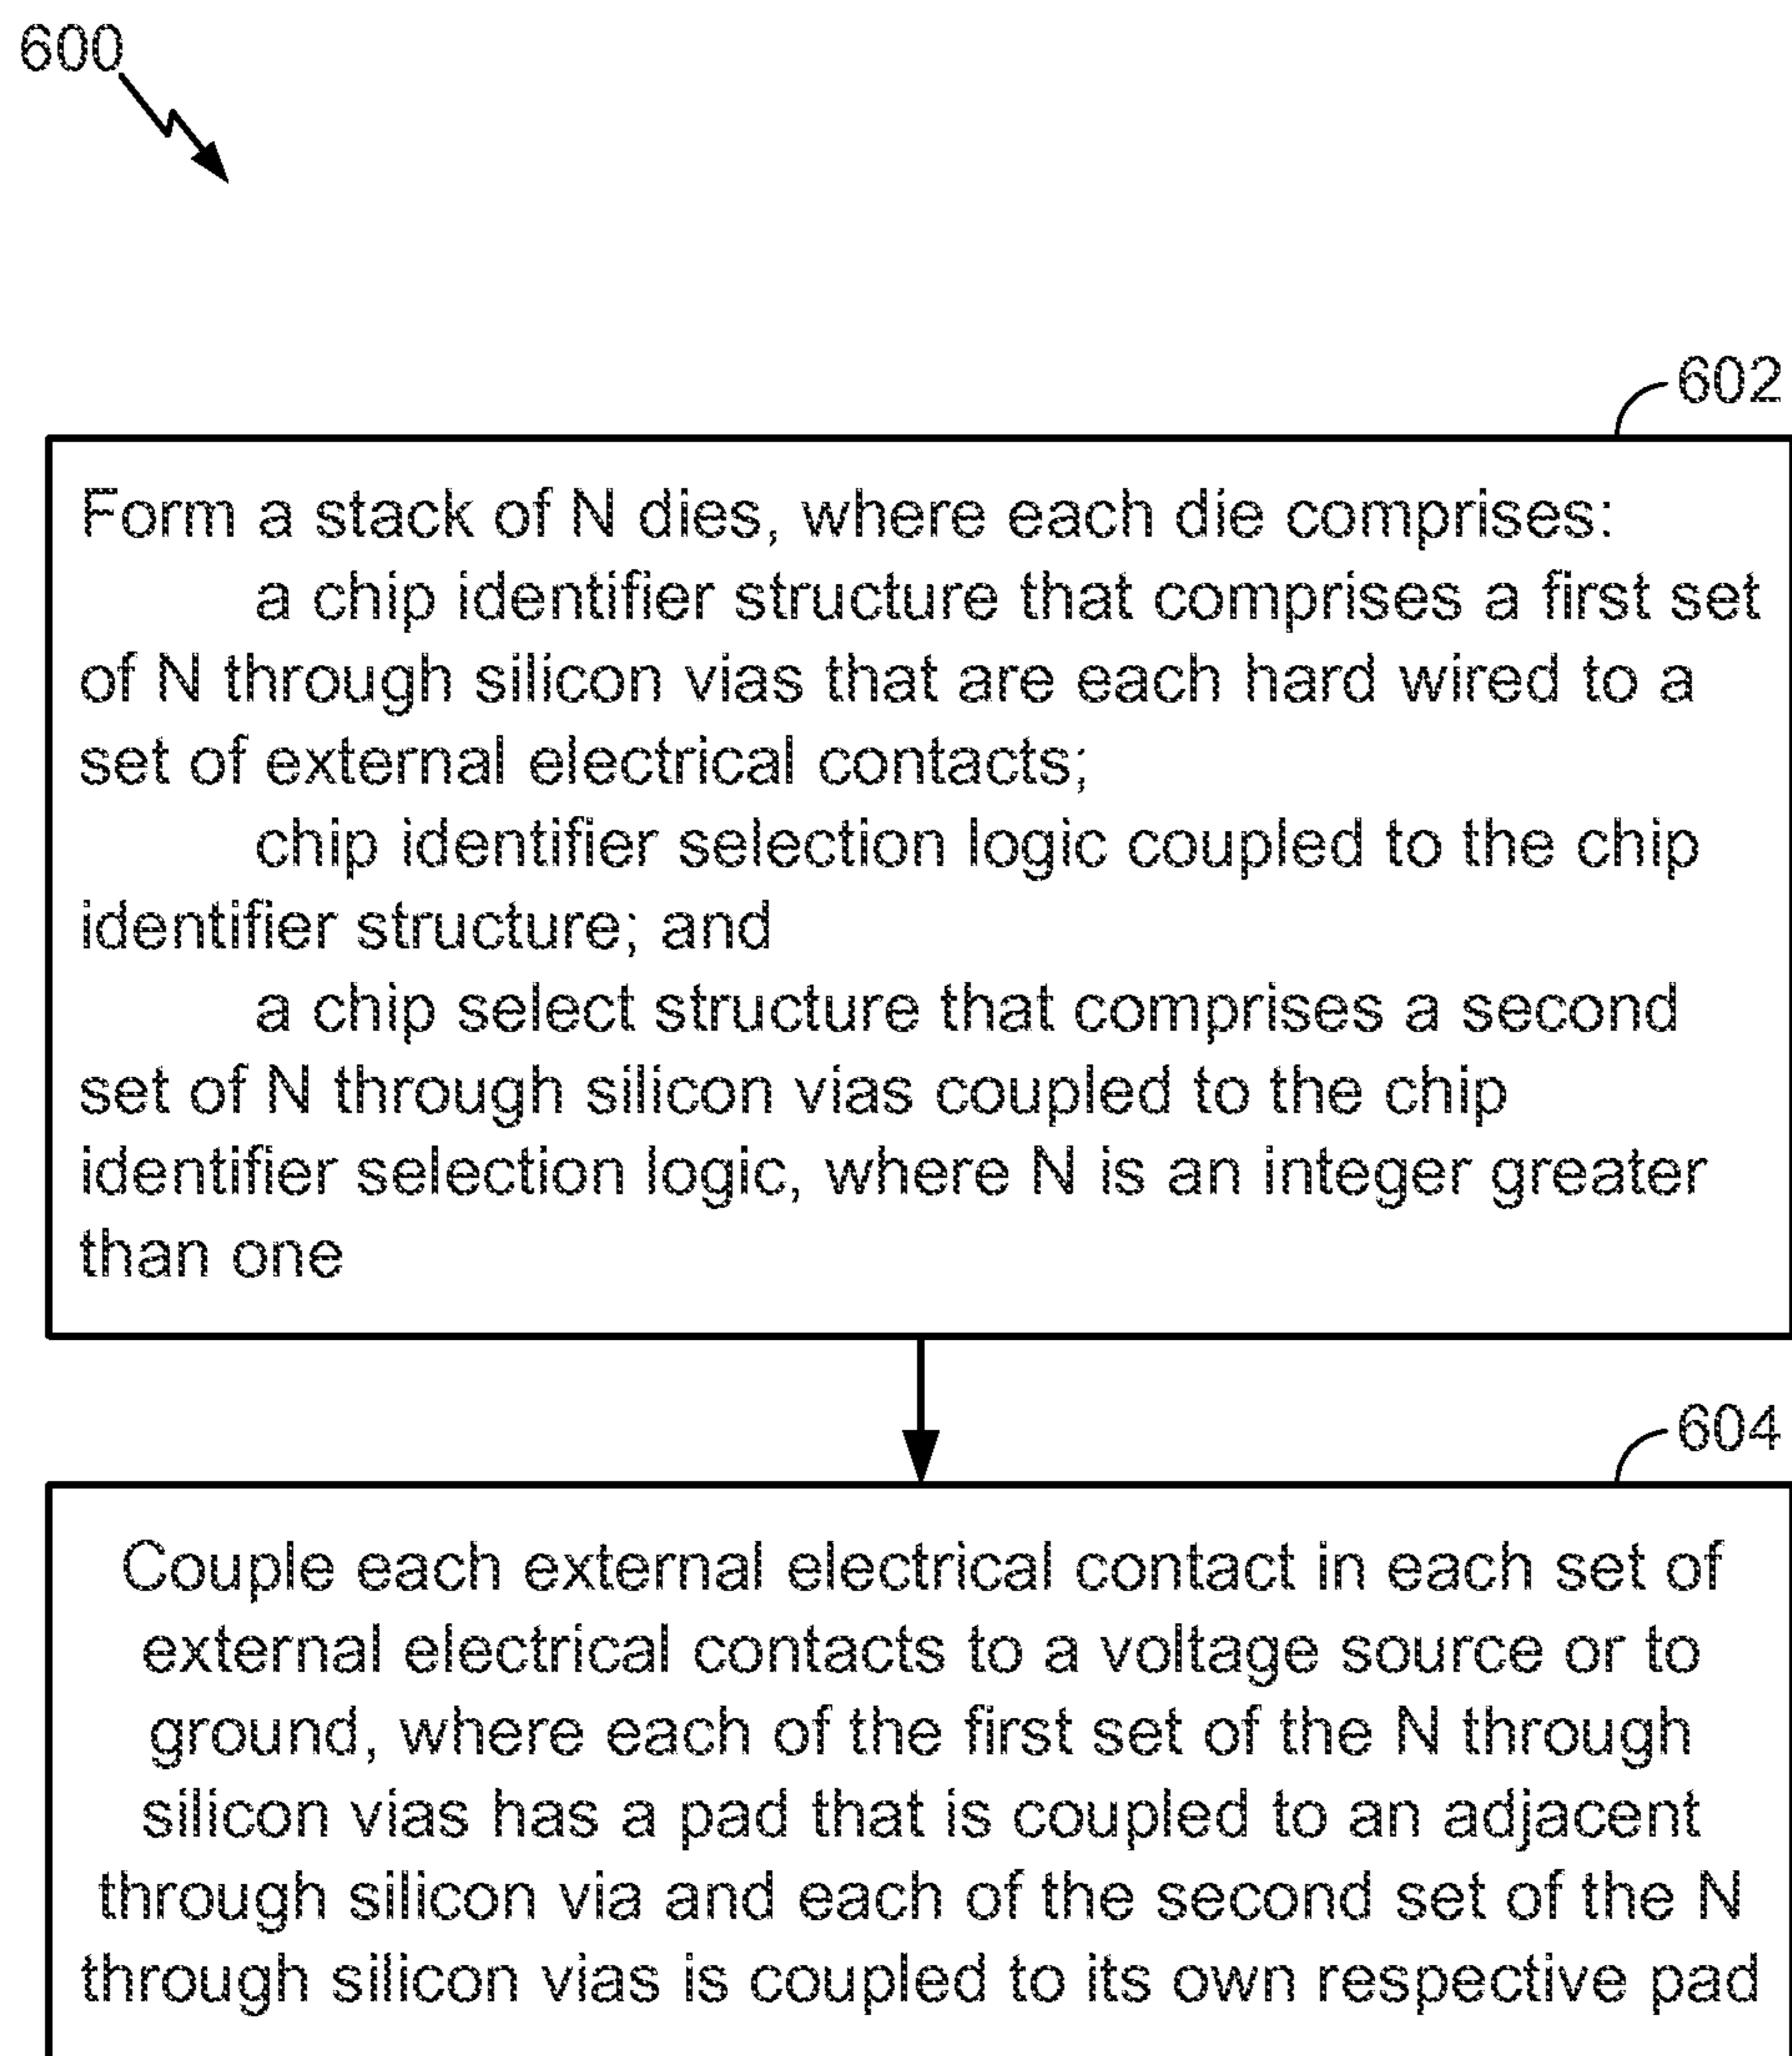 600
602
Form a stack of N dies, where each die comprises:
a chip identifier structure that comprises a first set
of N through silicon vias that are each hard wired to a
set of external electrical contacts;
chip identifier selection logic coupled to the chip
identifier structure; and
a chip select structure that comprises a second
set of N through silicon vias coupled to the chip
identifier selection logic, where N is an integer greater
than one
604
Couple each external electrical contact in each set of
external electrical contacts to a voltage source or to
ground, where each of the first set of the N through
silicon vias has a pad that is coupled to an adjacent
through silicon via and each of the second set of the N
through silicon vias is coupled to its own respective pad